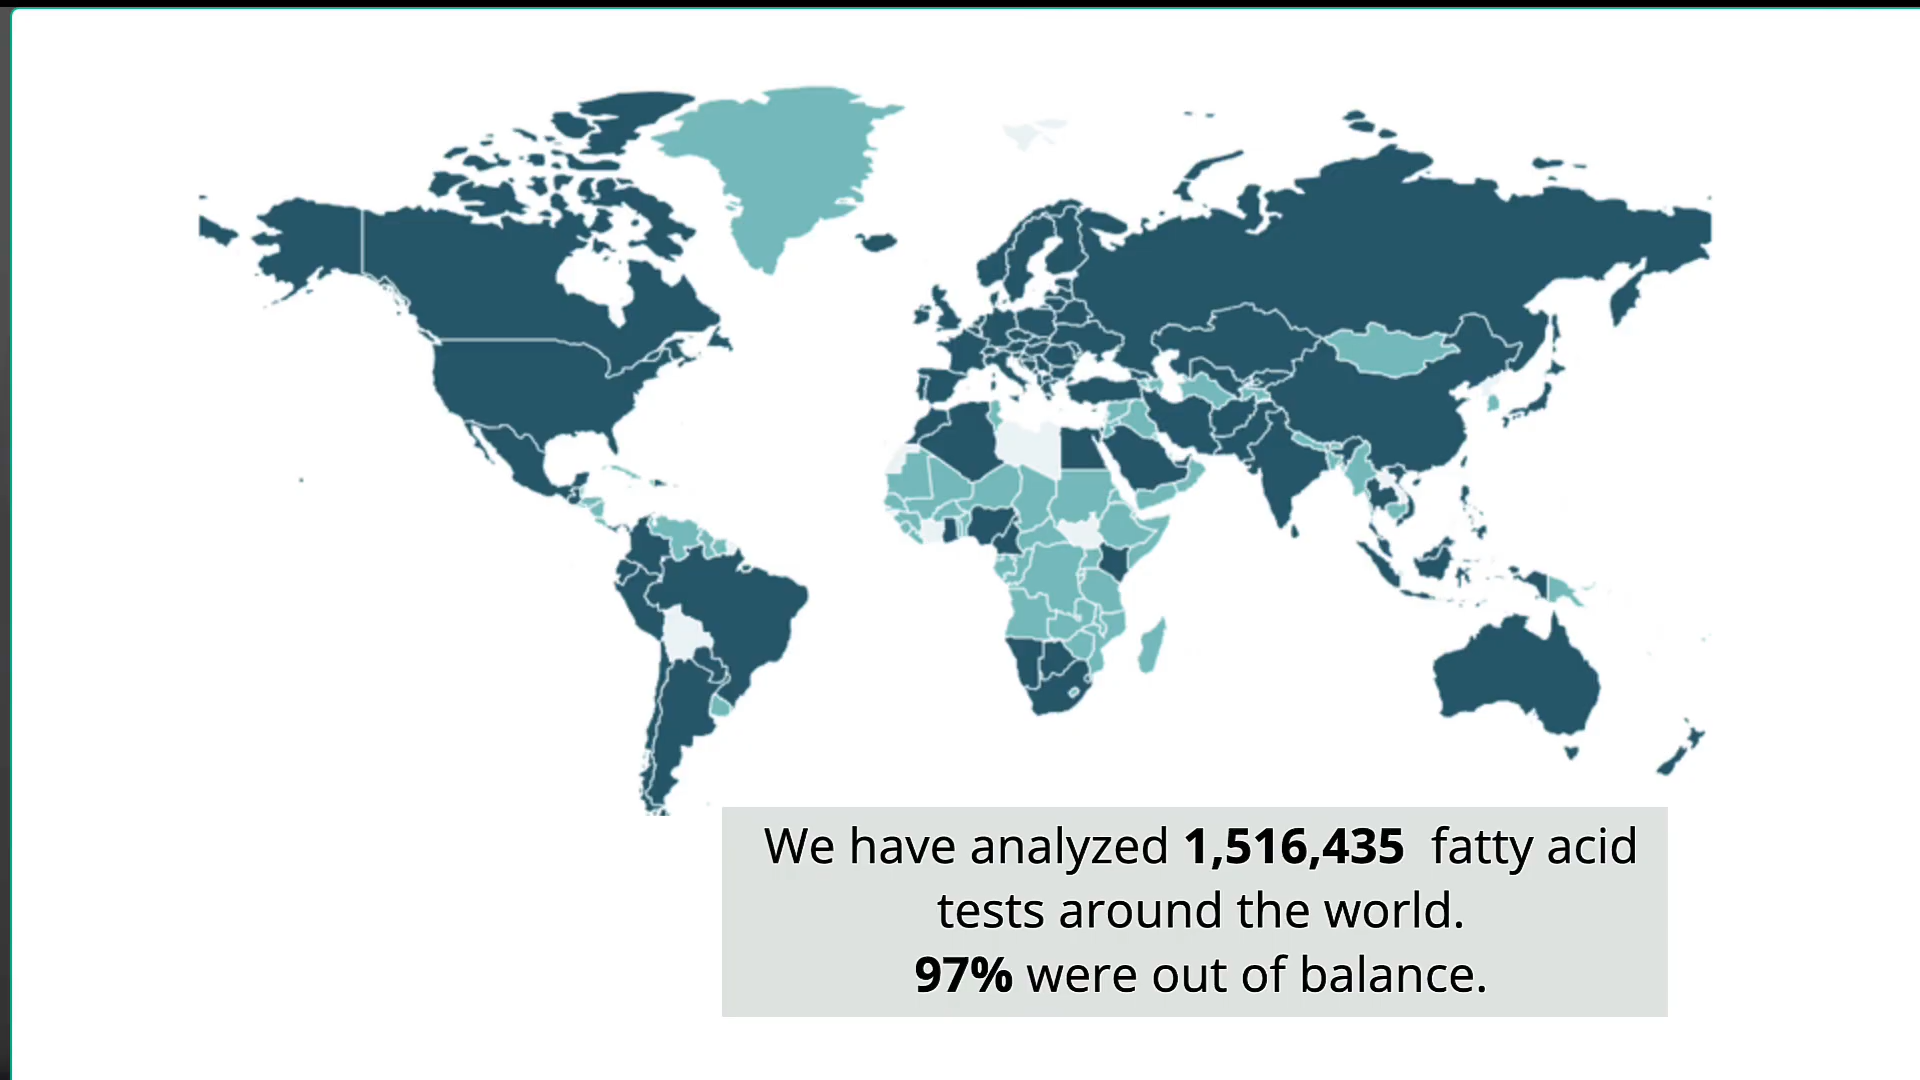 We have analyzed 1,516,435 fatty acid
tests around the world.
97% were out of balance.